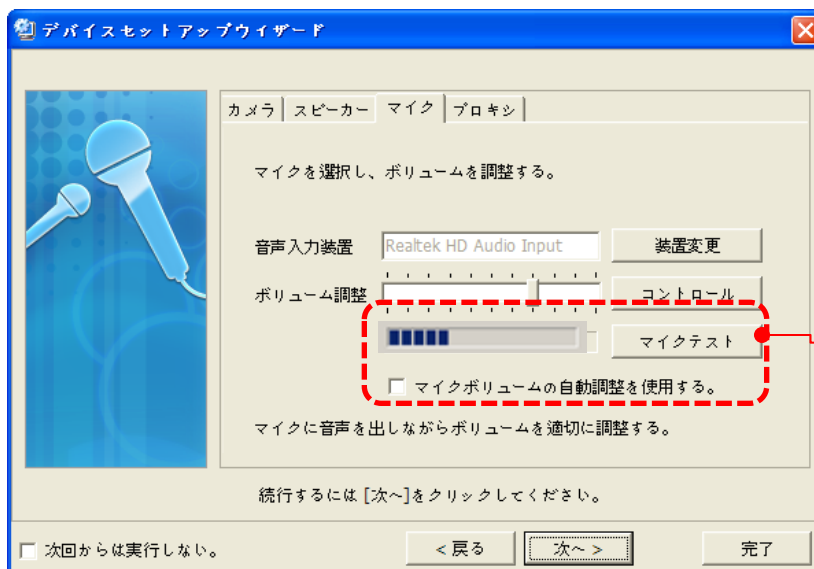 デバイスセットアップウイザード
カメラ スピーカー マイク プロキシ
マイクを選択し、ボリュームを調整する。
音声入力装置 Realtek HD Audio Input 装置変更
ボリューム調整 コントロール
マイクテスト
マイクボリュームの自動調整を使用する。
マイクに音声を出しながらボリュームを適切に調整する。
続行するには [次~]をクリックしてください。
次回からは実行しない。 < 戻る 次~ > 完了